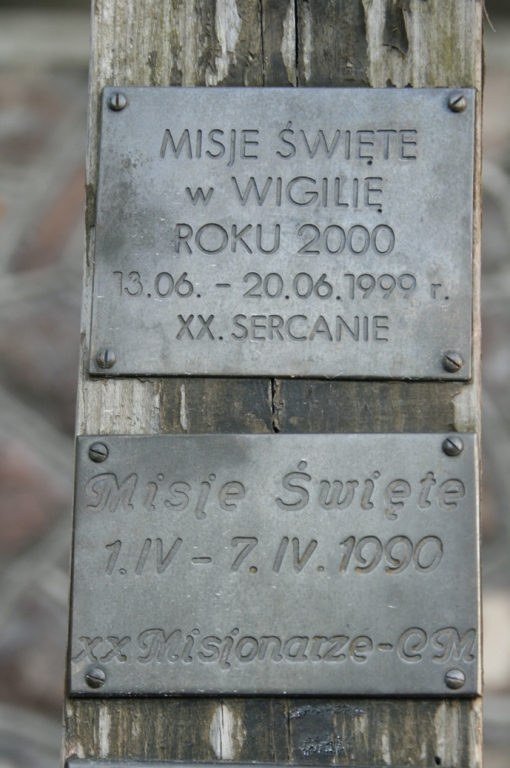 MISJE ŚWIĘTE
w WIGILIĘ
ROKU 2000
13.06. – 20.06.1999 r.
XX. SERCANIE
Misje Święte
1. IV – 7. IV. 1990
xx Misjonarze – CM